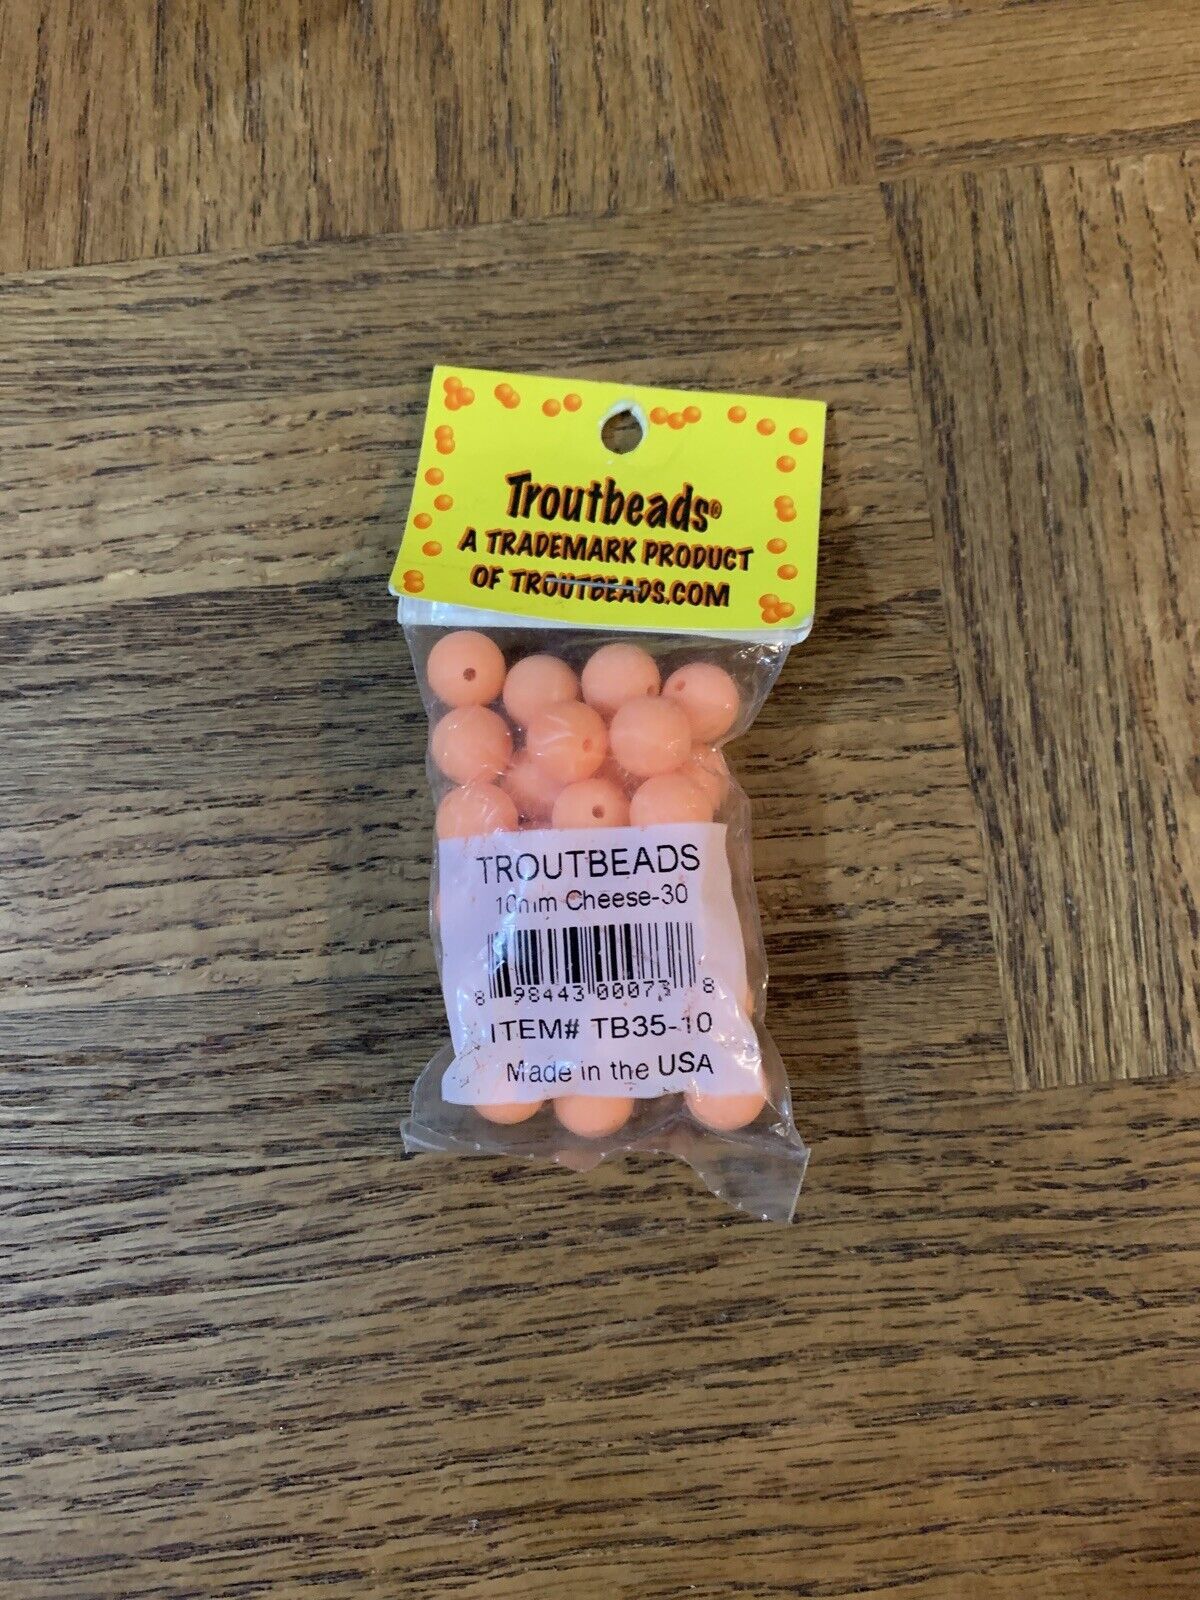 Troutbeads®
A TRADEMARK PRODUCT
OF TROUTBEADS.COM
TROUTBEADS
10mm Cheese-30
8 98443 00073 8
ITEM# TB35-10
Made in the USA